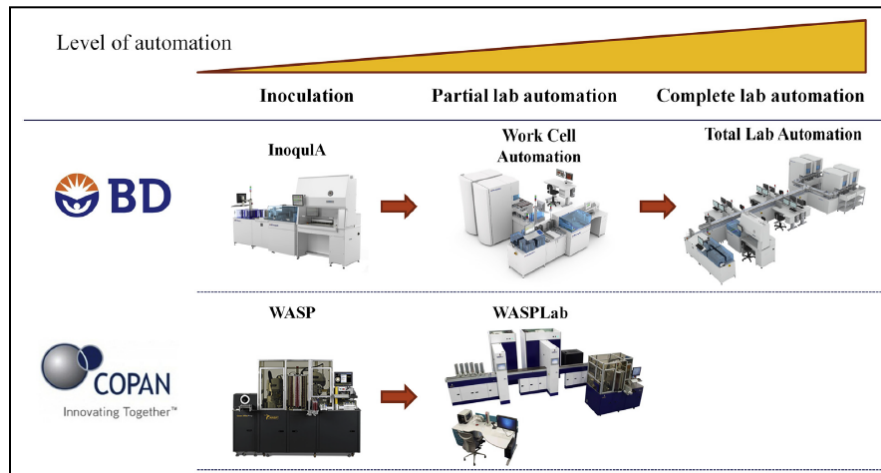 Level of automation
Inoculation
Partial lab automation
Complete lab automation
BD
InoqulA
Work Cell
Automation
Total Lab Automation
COPAN
Innovating Together™
WASP
WASPLab